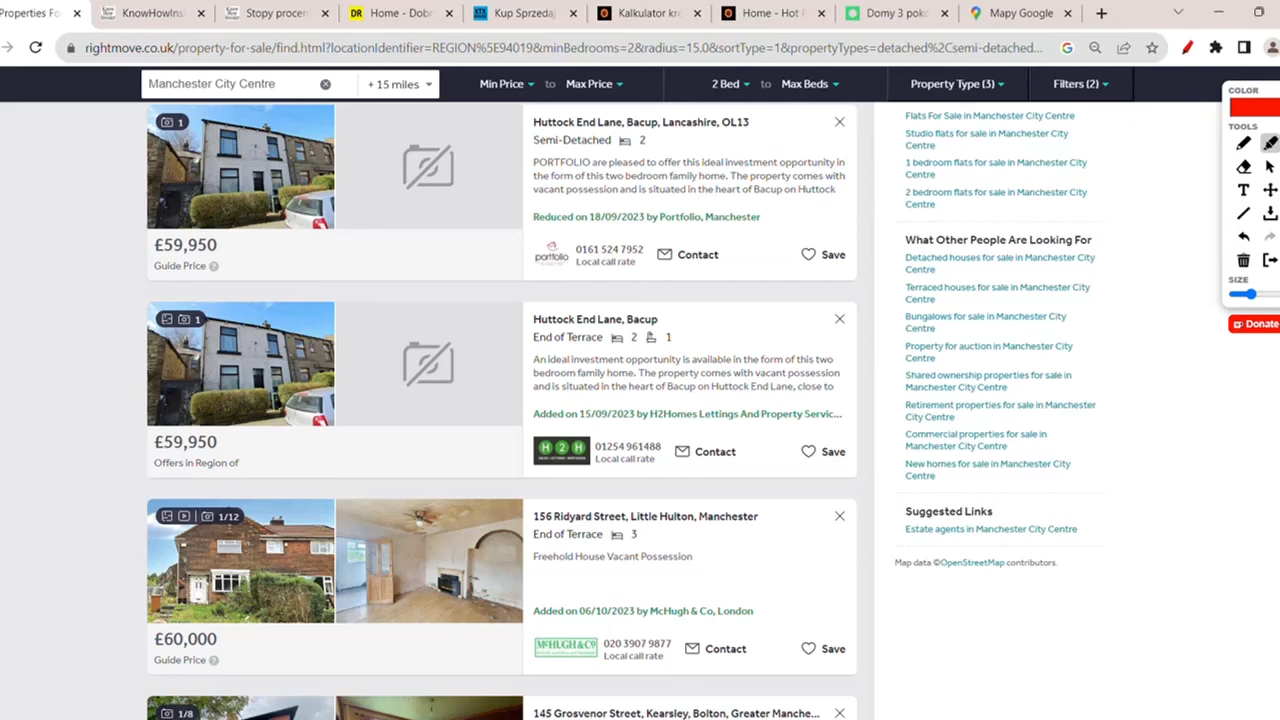 Properties Fo
KnowHowIns
Stopy procen
Home - Dobr
Kup Sprzedaj
Kalkulator kre
Home - Hot
Domy 3 poko
Mapy Google
rightmove.co.uk/property-for-sale/find.html?locationIdentifier=REGION%5E94019&minBedrooms=2&radius=15.0&sortType=1&propertyTypes=detached%2Csemi-detached...
Manchester City Centre
+ 15 miles
Min Price
to
Max Price
2 Bed
to
Max Beds
Property Type (3)
Filters (2)
1
Huttock End Lane, Bacup, Lancashire, OL13
Semi-Detached 2
PORTFOLIO are pleased to offer this ideal investment opportunity in
the form of this two bedroom family home. The property comes with
vacant possession and is situated in the heart of Bacup on Huttock
Reduced on 18/09/2023 by Portfolio, Manchester
£59,950
Guide Price
portfolio
0161 524 7952
Local call rate
Contact
Save
1
Huttock End Lane, Bacup
End of Terrace 2 1
An ideal investment opportunity is available in the form of this two
bedroom family home. The property comes with vacant possession
and is situated in the heart of Bacup on Huttock End Lane, close to
Added on 15/09/2023 by H2Homes Lettings And Property Servic...
£59,950
Offers in Region of
H 2 H
01254 961488
Local call rate
Contact
Save
1/12
156 Ridyard Street, Little Hulton, Manchester
End of Terrace 3
Freehold House Vacant Possession
Added on 06/10/2023 by McHugh & Co, London
£60,000
Guide Price
McHUGH&CO
020 3907 9877
Local call rate
Contact
Save
1/8
145 Grosvenor Street, Kearsley, Bolton, Greater Manche...
Flats For Sale in Manchester City Centre
Studio flats for sale in Manchester City
Centre
1 bedroom flats for sale in Manchester City
Centre
2 bedroom flats for sale in Manchester City
Centre
What Other People Are Looking For
Detached houses for sale in Manchester City
Centre
Terraced houses for sale in Manchester City
Centre
Bungalows for sale in Manchester City
Centre
Property for auction in Manchester City
Centre
Shared ownership properties for sale in
Manchester City Centre
Retirement properties for sale in Manchester
City Centre
Commercial properties for sale in
Manchester City Centre
New homes for sale in Manchester City
Centre
Suggested Links
Estate agents in Manchester City Centre
Map data ©OpenStreetMap contributors.
COLOR
TOOLS
T
SIZE
Donate